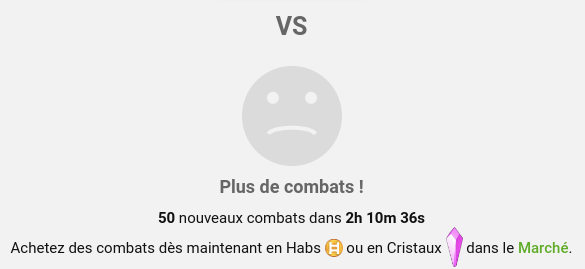 VS
Plus de combats !
50 nouveaux combats dans 2h 10m 36s
Achetez des combats dès maintenant en Habs H ou en Cristaux dans le Marché.